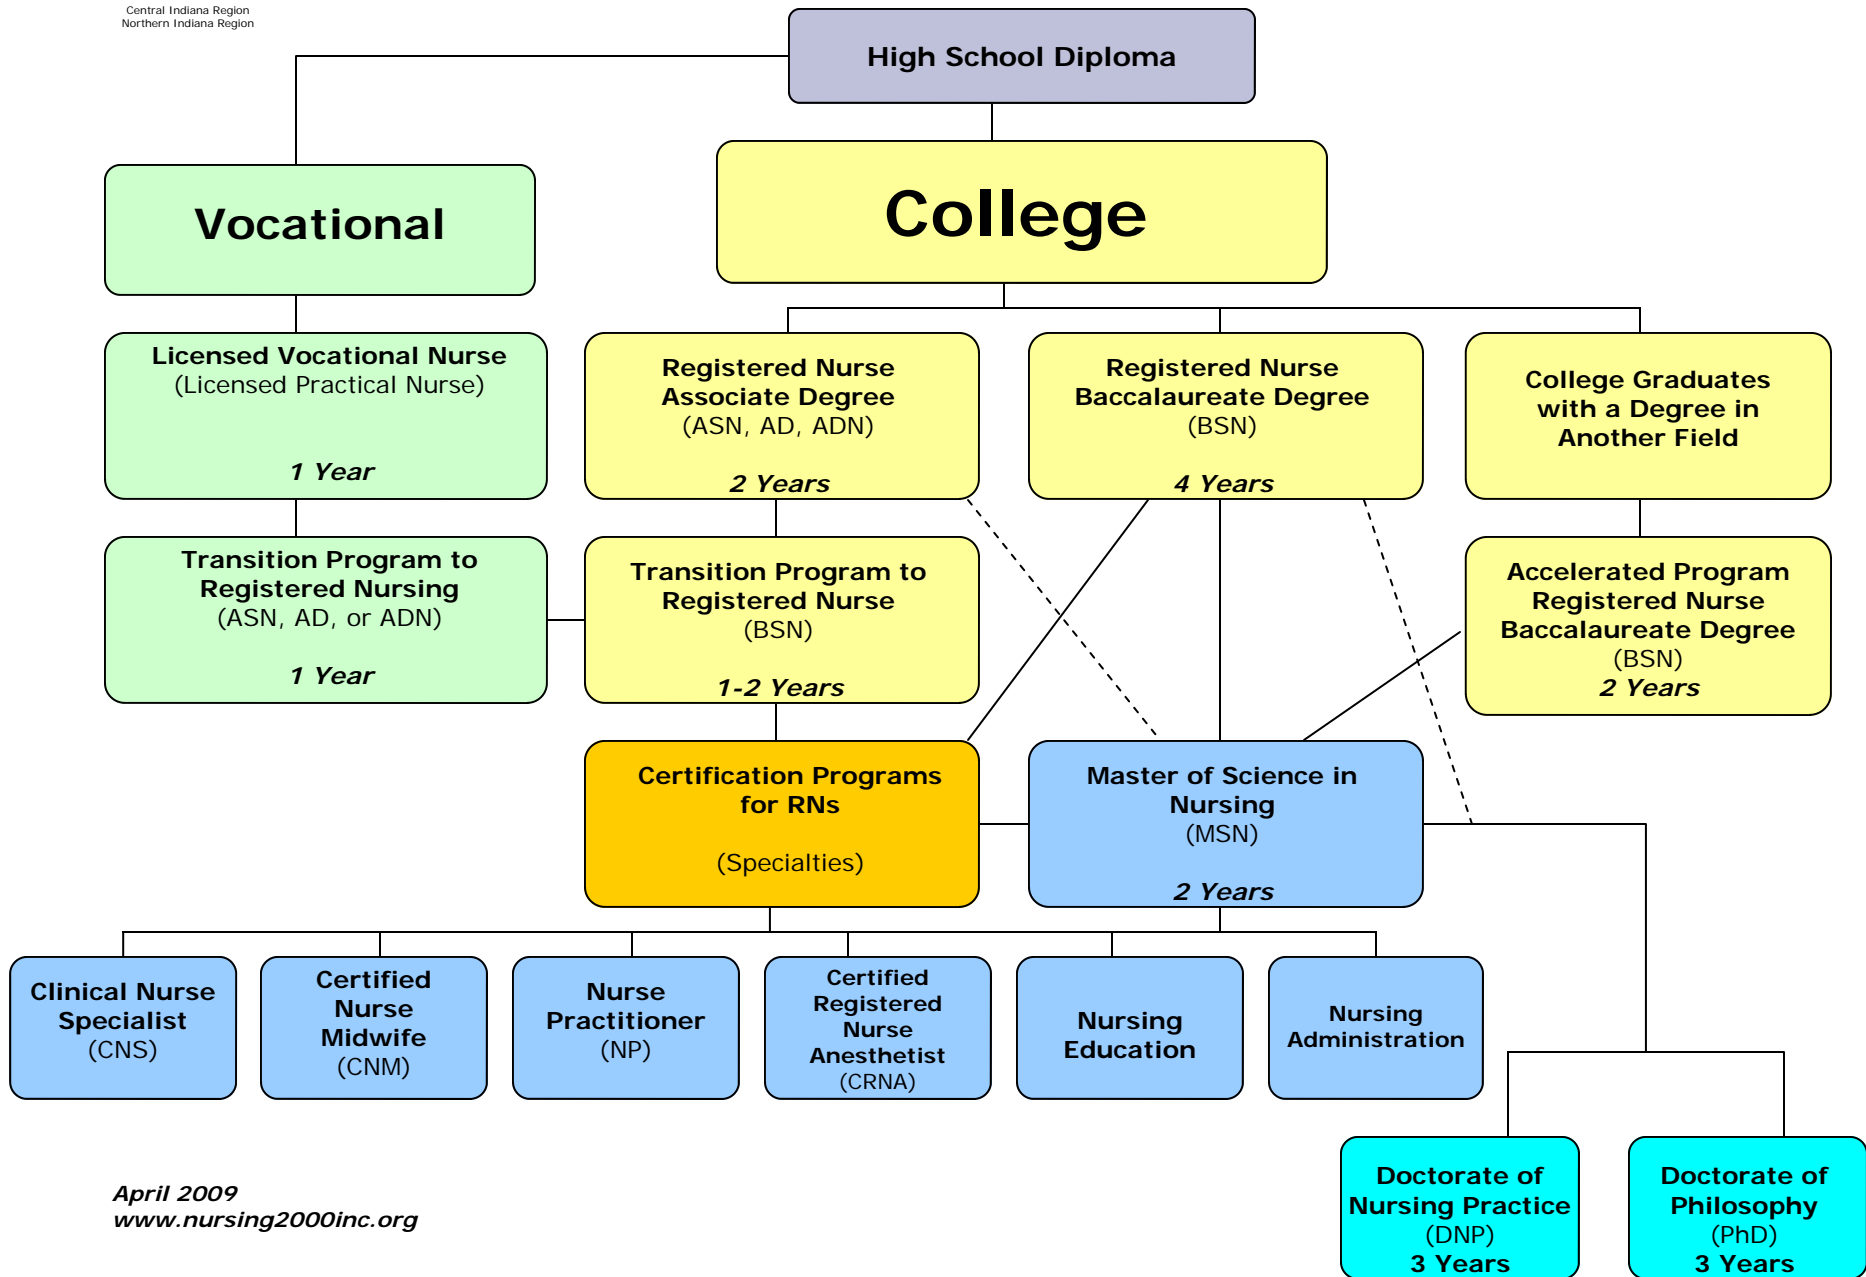 Central Indiana Region
Northern Indiana Region
High School Diploma
Vocational
College
Licensed Vocational Nurse
(Licensed Practical Nurse)
1 Year
Registered Nurse
Associate Degree
(ASN, AD, ADN)
2 Years
Registered Nurse
Baccalaureate Degree
(BSN)
4 Years
College Graduates
with a Degree in
Another Field
Transition Program to
Registered Nursing
(ASN, AD, or ADN)
1 Year
Transition Program to
Registered Nurse
(BSN)
1-2 Years
Accelerated Program
Registered Nurse
Baccalaureate Degree
(BSN)
2 Years
Certification Programs
for RNs
(Specialties)
Master of Science in
Nursing
(MSN)
2 Years
Clinical Nurse
Specialist
(CNS)
Certified
Nurse
Midwife
(CNM)
Nurse
Practitioner
(NP)
Certified
Registered
Nurse
Anesthetist
(CRNA)
Nursing
Education
Nursing
Administration
Doctorate of
Nursing Practice
(DNP)
3 Years
Doctorate of
Philosophy
(PhD)
3 Years
April 2009
www.nursing2000inc.org